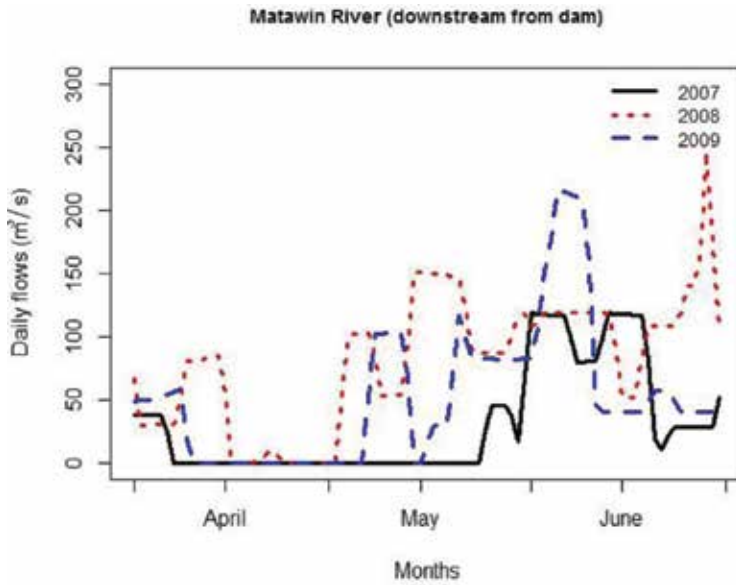 Matawin River (downstream from dam)
300
250
200
150
100
50
0
Daily flows (m³/s)
2007
2008
2009
April May June
Months